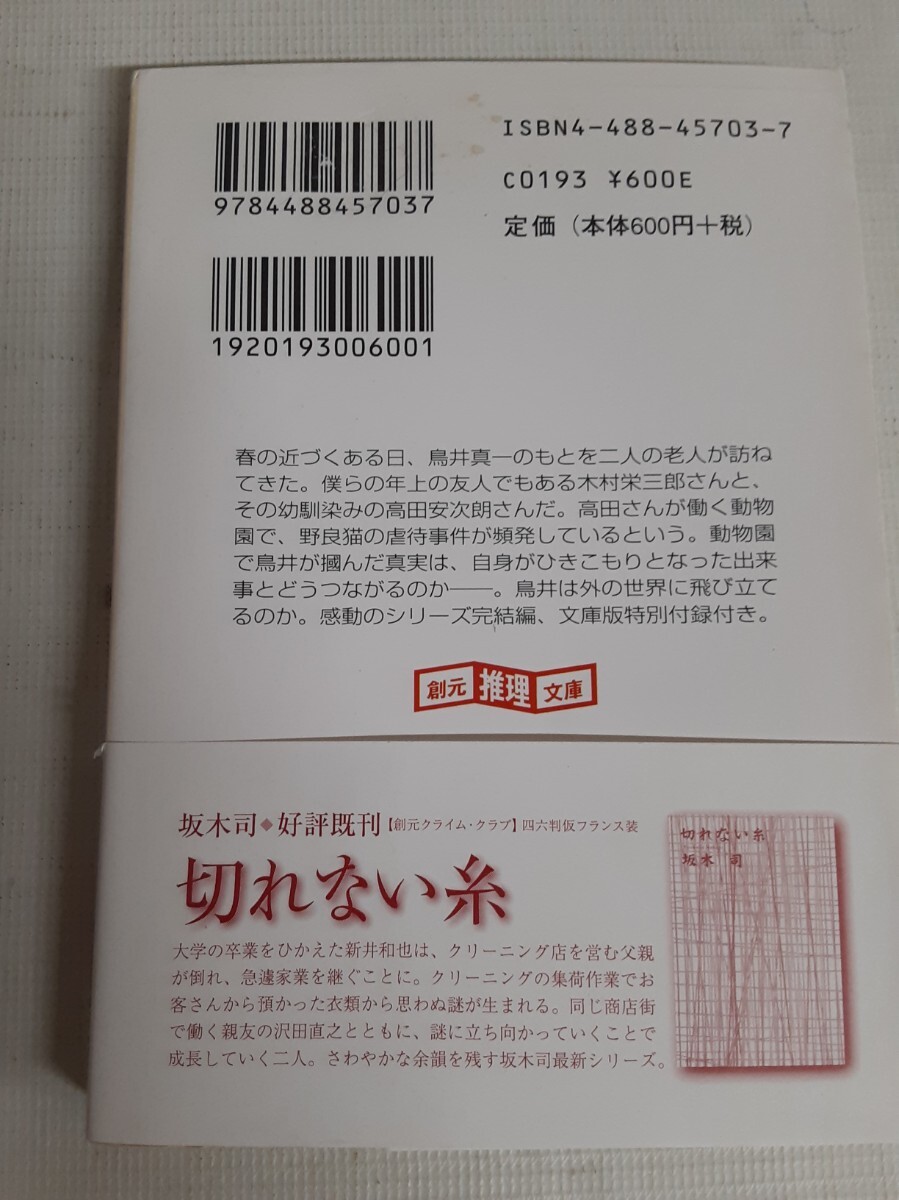 ISBN4-488-45703-7
C0193 ¥600E
定価（本体600円＋税）
9784488457037
1920193006001
春の近づくある日、鳥井真一のもとを二人の老人が訪ね
てきた。僕らの年上の友人でもある木村栄三郎さんと、
その幼馴染みの高田安次朗さんだ。高田さんが働く動物
園で、野良猫の虐待事件が頻発しているという。動物園
で鳥井が摑んだ真実は、自身がひきこもりとなった出来
事とどうつながるのか――。鳥井は外の世界に飛び立て
るのか。感動のシリーズ完結編、文庫版特別付録付き。
創元推理文庫
坂木司◆好評既刊【創元クライム・クラブ】四六判仮フランス装
切れない糸
大学の卒業をひかえた新井和也は、クリーニング店を営む父親
が倒れ、急遽家業を継ぐことに。クリーニングの集荷作業でお
客さんから預かった衣類から思わぬ謎が生まれる。同じ商店街
で働く親友の沢田直之とともに、謎に立ち向かっていくことで
成長していく二人。さわやかな余韻を残す坂木司最新シリーズ。
切れない糸
坂木 司